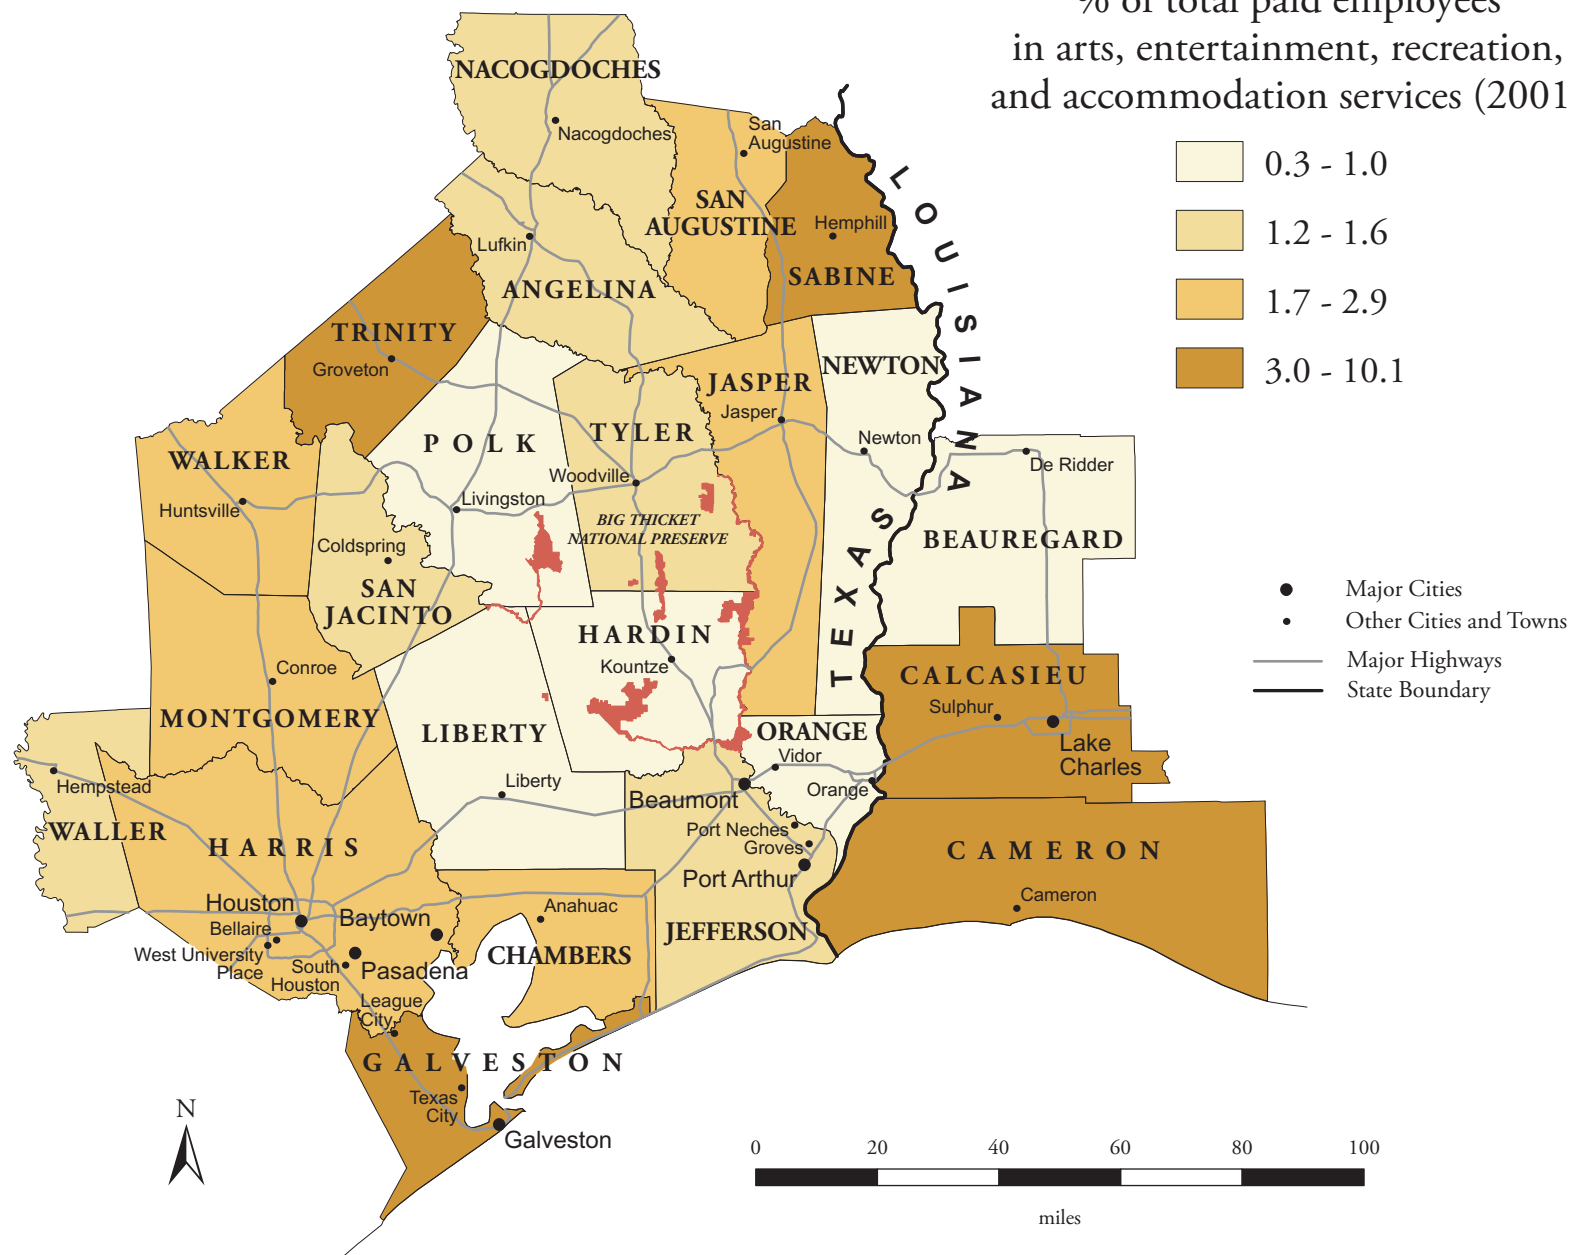 % of total paid employees
in arts, entertainment, recreation,
and accommodation services (2001
0.3 - 1.0
1.2 - 1.6
1.7 - 2.9
3.0 - 10.1
NACOGDOCHES
Nacogdoches
San
Augustine
SAN
AUGUSTINE
Hemphill
SABINE
LOUISIANA
Lufkin
ANGELINA
TRINITY
Groveton
NEWTON
JASPER
Jasper
POLK
TYLER
Newton
WALKER
Woodville
De Ridder
Huntsville
Livingston
BIG THICKET
NATIONAL PRESERVE
TEXAS
BEAUREGARD
Coldspring
SAN
JACINTO
HARDIN
Kountze
Major Cities
Other Cities and Towns
Major Highways
State Boundary
Conroe
CALCASIEU
Sulphur
MONTGOMERY
LIBERTY
ORANGE
Vidor
Lake
Charles
Hempstead
Liberty
Orange
Beaumont
WALLER
HARRIS
Port Neches
Groves
CAMERON
Port Arthur
Cameron
Houston
Baytown
Anahuac
Bellaire
JEFFERSON
West University
Place
CHAMBERS
South
Houston
Pasadena
League
City
GALVESTON
Texas
City
Galveston
N
0 20 40 60 80 100
miles